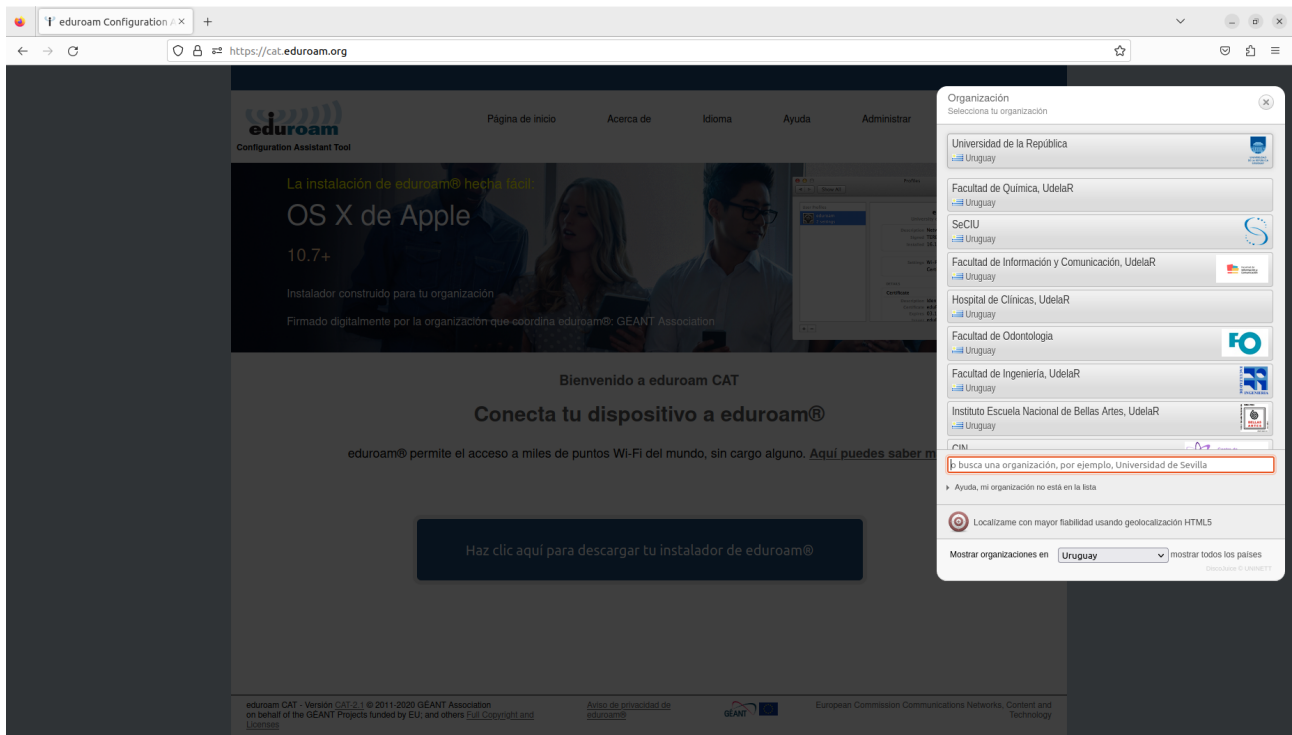 eduroam Configuration A
https://cat.eduroam.org
eduroam
Configuration Assistant Tool
Página de inicio
Acerca de
Idioma
Ayuda
Administrar
La instalación de eduroam® hecha fácil:
OS X de Apple
10.7+
Instalador construido para tu organización
Firmado digitalmente por la organización que coordina eduroam®: GEANT Association
Bienvenido a eduroam CAT
Conecta tu dispositivo a eduroam®
eduroam® permite el acceso a miles de puntos Wi-Fi del mundo, sin cargo alguno. Aquí puedes saber m
Haz clic aquí para descargar tu instalador de eduroam®
eduroam CAT - Versión CAT-2.1 © 2011-2020 GÉANT Association
on behalf of the GÉANT Projects funded by EU; and others Full Copyright and
Licenses
Aviso de privacidad de
eduroam®
GÉANT
European Commission Communications Networks, Content and
Technology
Organización
Selecciona tu organización
Universidad de la República
Uruguay
Facultad de Química, UdelaR
Uruguay
SeCIU
Uruguay
Facultad de Información y Comunicación, UdelaR
Uruguay
Hospital de Clínicas, UdelaR
Uruguay
Facultad de Odontologia
Uruguay
FO
Facultad de Ingeniería, UdelaR
Uruguay
Instituto Escuela Nacional de Bellas Artes, UdelaR
Uruguay
BELLAS
ARTES
CIN
o busca una organización, por ejemplo, Universidad de Sevilla
Ayuda, mi organización no está en la lista
Localízame con mayor fiabilidad usando geolocalización HTML5
Mostrar organizaciones en
Uruguay
mostrar todos los países
DiscoJuice © UNINETT